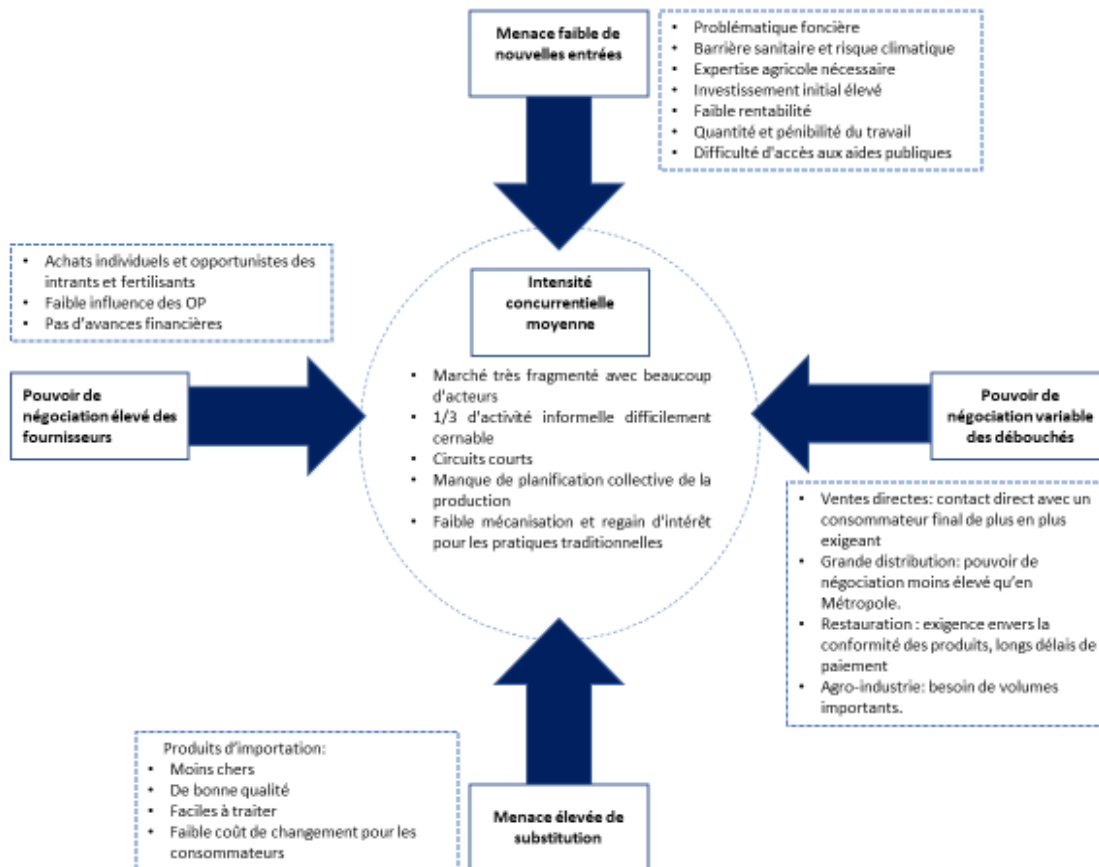 Menace faible de
nouvelles entrées
• Problématique foncière
• Barrière sanitaire et risque climatique
• Expertise agricole nécessaire
• Investissement initial élevé
• Faible rentabilité
• Quantité et pénibilité du travail
• Difficulté d'accès aux aides publiques
• Achats individuels et opportunistes des
intrants et fertilisants
• Faible influence des OP
• Pas d'avances financières
Pouvoir de
négociation élevé des
fournisseurs
Intensité
concurrentielle
moyenne
• Marché très fragmenté avec beaucoup
d'acteurs
• 1/3 d'activité informelle difficilement
cernable
• Circuits courts
• Manque de planification collective de la
production
• Faible mécanisation et regain d'intérêt
pour les pratiques traditionnelles
Pouvoir de
négociation variable
des débouchés
• Ventes directes: contact direct avec un
consommateur final de plus en plus
exigeant
• Grande distribution: pouvoir de
négociation moins élevé qu'en
Métropole.
• Restauration : exigence envers la
conformité des produits, longs délais de
paiement
• Agro-industrie: besoin de volumes
importants.
Produits d'importation:
• Moins chers
• De bonne qualité
• Faciles à traiter
• Faible coût de changement pour les
consommateurs
Menace élevée de
substitution